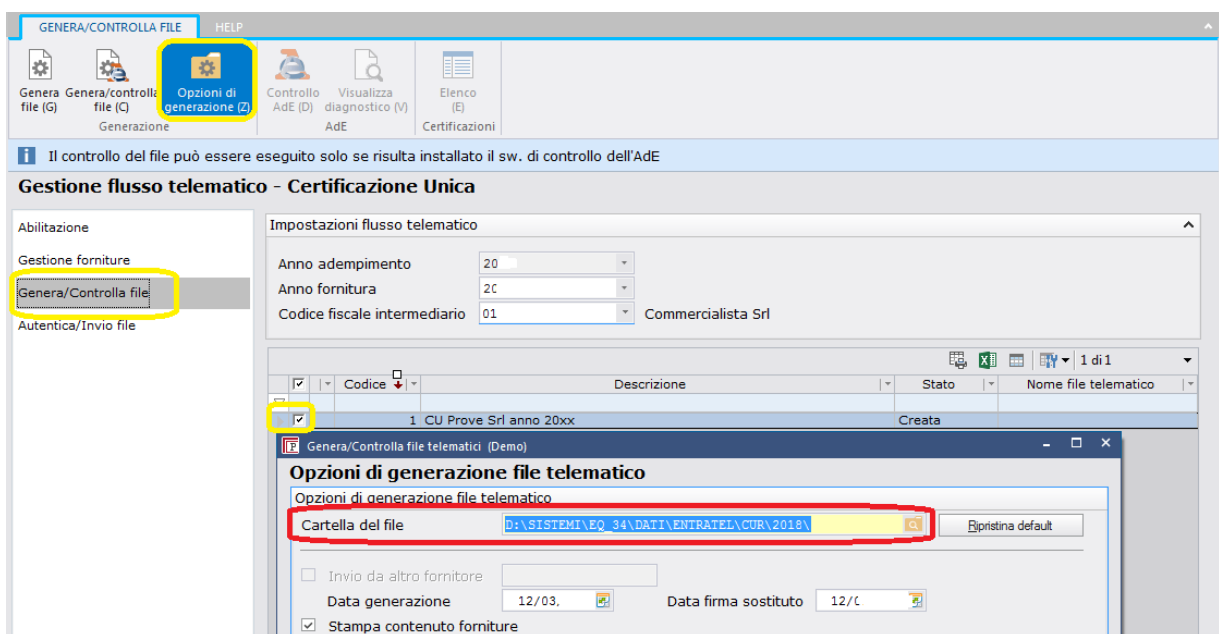 GENERA/CONTROLLA FILE HELP
Genera file (G) Genera/controlla file (C) Opzioni di generazione (Z) Controllo AdE (D) Visualizza diagnostico (V) Elenco (E)
Generazione AdE Certificazioni
Il controllo del file può essere eseguito solo se risulta installato il sw. di controllo dell'AdE
Gestione flusso telematico - Certificazione Unica
Abilitazione
Gestione forniture
Genera/Controlla file
Autentica/Invio file
Impostazioni flusso telematico
Anno adempimento 20
Anno fornitura 20
Codice fiscale intermediario 01 Commercialista Srl
1 di 1
Codice Descrizione Stato Nome file telematico
1 CU Prove Srl anno 20xx Creata
Genera/Controlla file telematici (Demo)
Opzioni di generazione file telematico
Opzioni di generazione file telematico
Cartella del file D:\SISTEMI\EQ_34\DATI\ENTRATEL\CUR\2018\ Ripristina default
Invio da altro fornitore
Data generazione 12/03. Data firma sostituto 12/
Stampa contenuto forniture